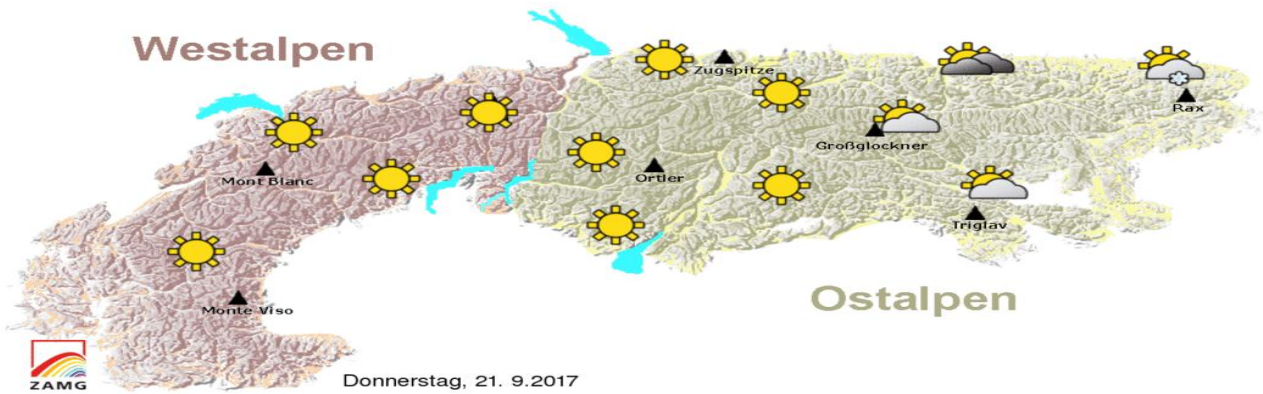 Westalpen
Zugspitze
Rax
Großglockner
Mont Blanc
Ortler
Triglav
Monte Viso
Ostalpen
ZAMG
Donnerstag, 21. 9.2017